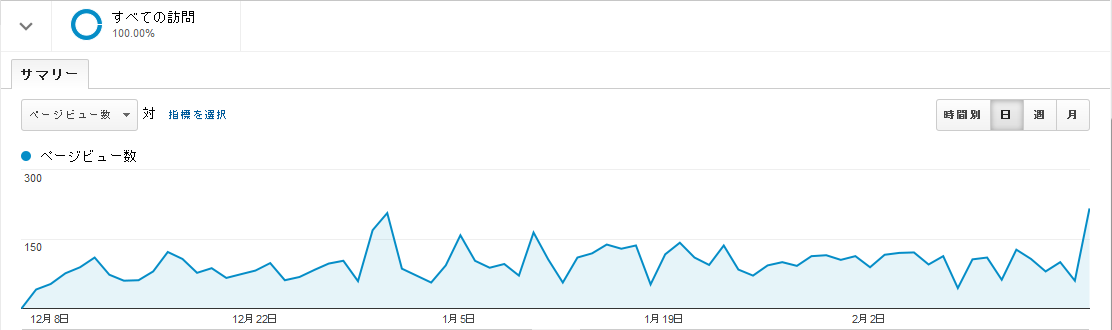 すべての訪問
100.00%
サマリー
ページビュー数 対 指標を選択 時間別 日 週 月
ページビュー数
300
150
12月8日 12月22日 1月5日 1月19日 2月2日